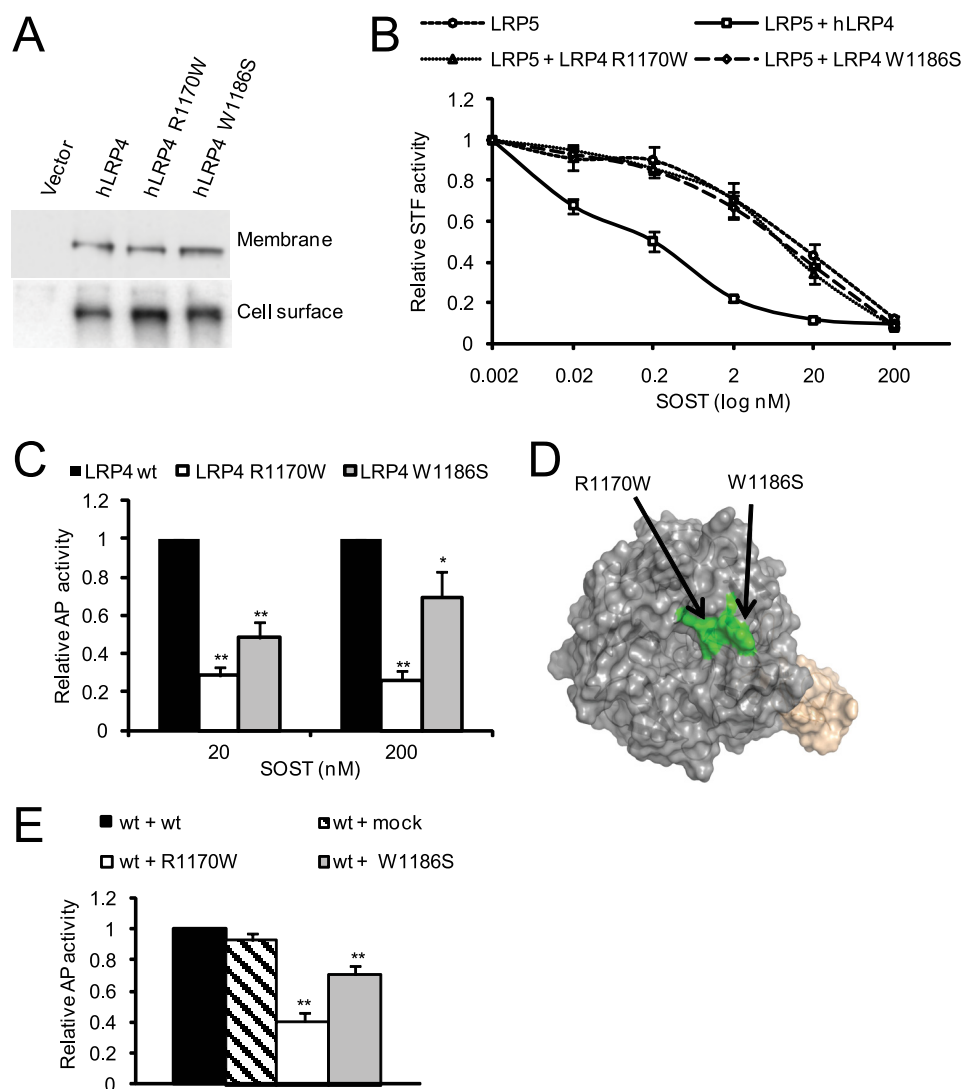 A
Vector
hLRP4
hLRP4 R1170W
hLRP4 W1186S
Membrane
Cell surface
B
LRP5
LRP5 + hLRP4
LRP5 + LRP4 R1170W
LRP5 + LRP4 W1186S
Relative STF activity
1.2
1
0.8
0.6
0.4
0.2
0
0.002 0.02 0.2 2 20 200
SOST (log nM)
C
LRP4 wt LRP4 R1170W LRP4 W1186S
Relative AP activity
1.2
1
0.8
0.6
0.4
0.2
0
** ** ** *
20 200
SOST (nM)
D
R1170W W1186S
E
wt + wt
wt + mock
wt + R1170W
wt + W1186S
Relative AP activity
1.2
1
0.8
0.6
0.4
0.2
0
** **